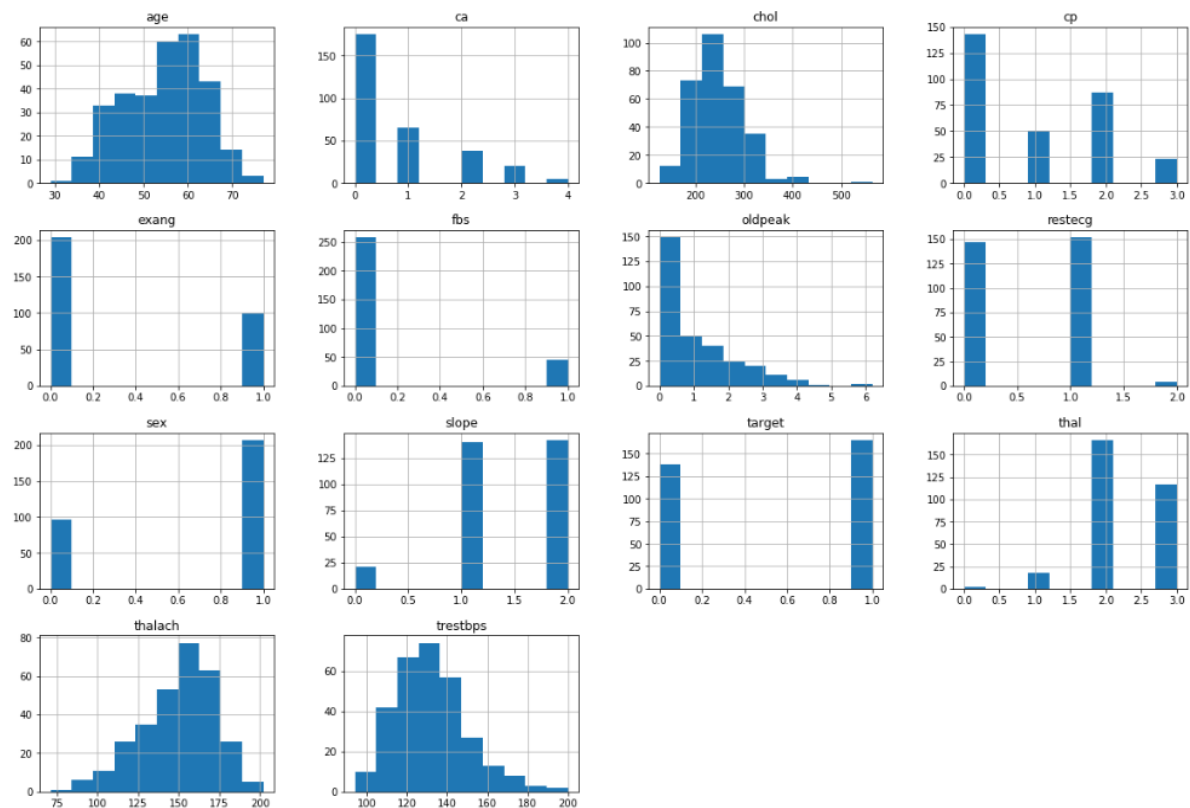 age
60
50
40
30
20
10
0
30 40 50 60 70
ca
150
100
50
0
0 1 2 3 4
chol
100
80
60
40
20
0
200 300 400 500
cp
150
125
100
75
50
25
0
0.0 0.5 1.0 1.5 2.0 2.5 3.0
exang
200
150
100
50
0
0.0 0.2 0.4 0.6 0.8 1.0
fbs
250
200
150
100
50
0
0.0 0.2 0.4 0.6 0.8 1.0
oldpeak
150
125
100
75
50
25
0
0 1 2 3 4 5 6
restecg
150
125
100
75
50
25
0
0.0 0.5 1.0 1.5 2.0
sex
200
150
100
50
0
0.0 0.2 0.4 0.6 0.8 1.0
slope
125
100
75
50
25
0
0.0 0.5 1.0 1.5 2.0
target
150
125
100
75
50
25
0
0.0 0.2 0.4 0.6 0.8 1.0
thal
150
125
100
75
50
25
0
0.0 0.5 1.0 1.5 2.0 2.5 3.0
thalach
80
60
40
20
0
75 100 125 150 175 200
trestbps
60
40
20
0
100 120 140 160 180 200